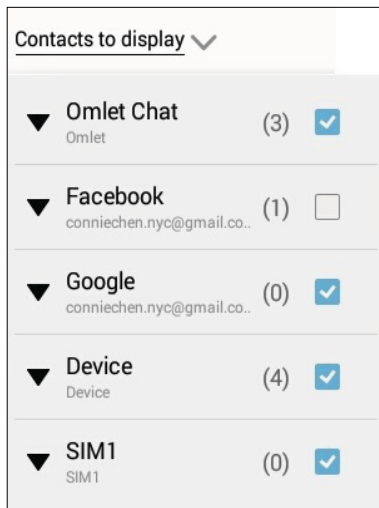 Contacts to display
Omlet Chat (3)
Omlet
Facebook (1)
conniechen.nyc@gmail.co..
Google (0)
conniechen.nyc@gmail.co..
Device (4)
Device
SIM1 (0)
SIM1